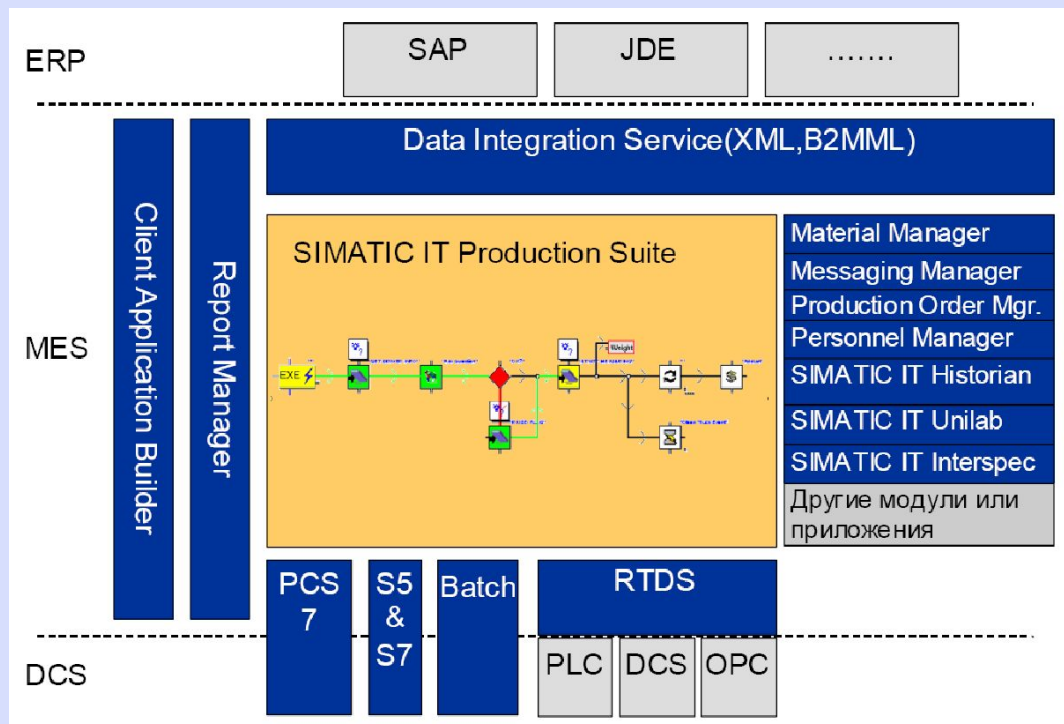 ERP
SAP
JDE
.......
MES
Client Application Builder
Report Manager
Data Integration Service(XML,B2MML)
SIMATIC IT Production Suite
EXE
Weight
Material Manager
Messaging Manager
Production Order Mgr.
Personnel Manager
SIMATIC IT Historian
SIMATIC IT Unilab
SIMATIC IT Interspec
Другие модули или
приложения
PCS
7
S5
&
S7
Batch
RTDS
PLC
DCS
OPC
DCS